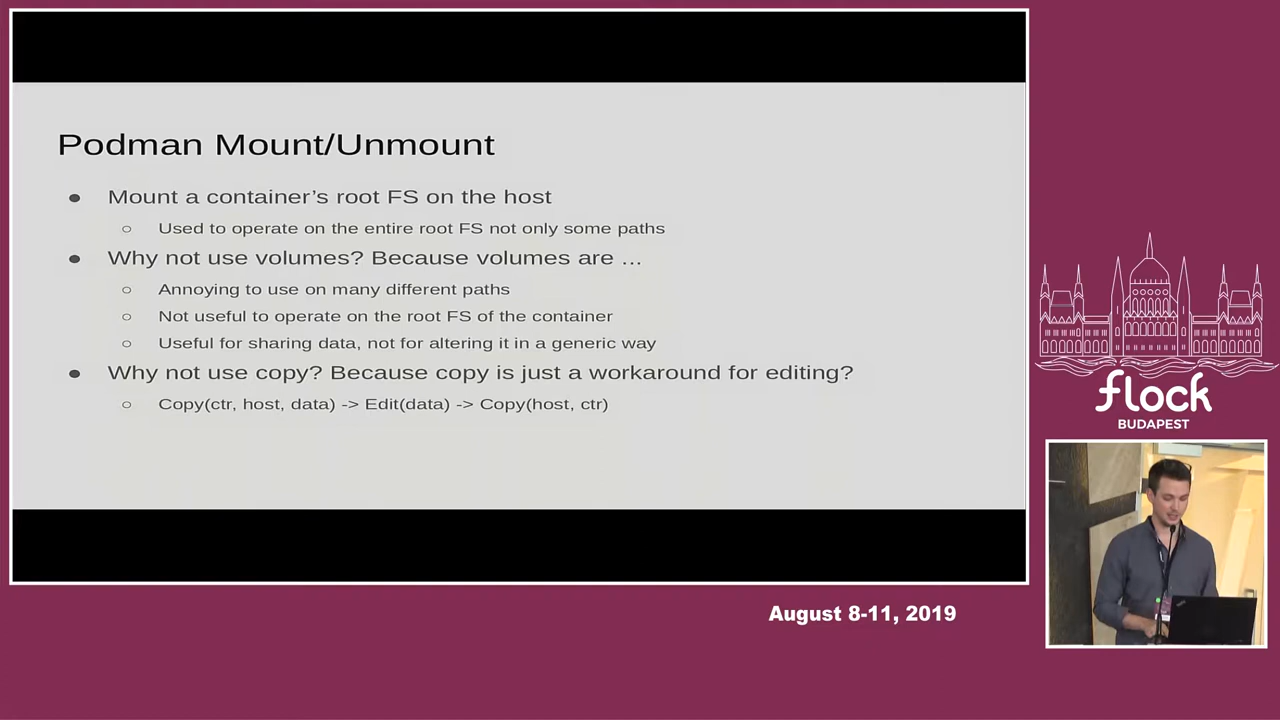 Podman Mount/Unmount
● Mount a container's root FS on the host
○ Used to operate on the entire root FS not only some paths
● Why not use volumes? Because volumes are ...
○ Annoying to use on many different paths
○ Not useful to operate on the root FS of the container
○ Useful for sharing data, not for altering it in a generic way
● Why not use copy? Because copy is just a workaround for editing?
○ Copy(ctr, host, data) -> Edit(data) -> Copy(host, ctr)
flock
BUDAPEST
August 8-11, 2019